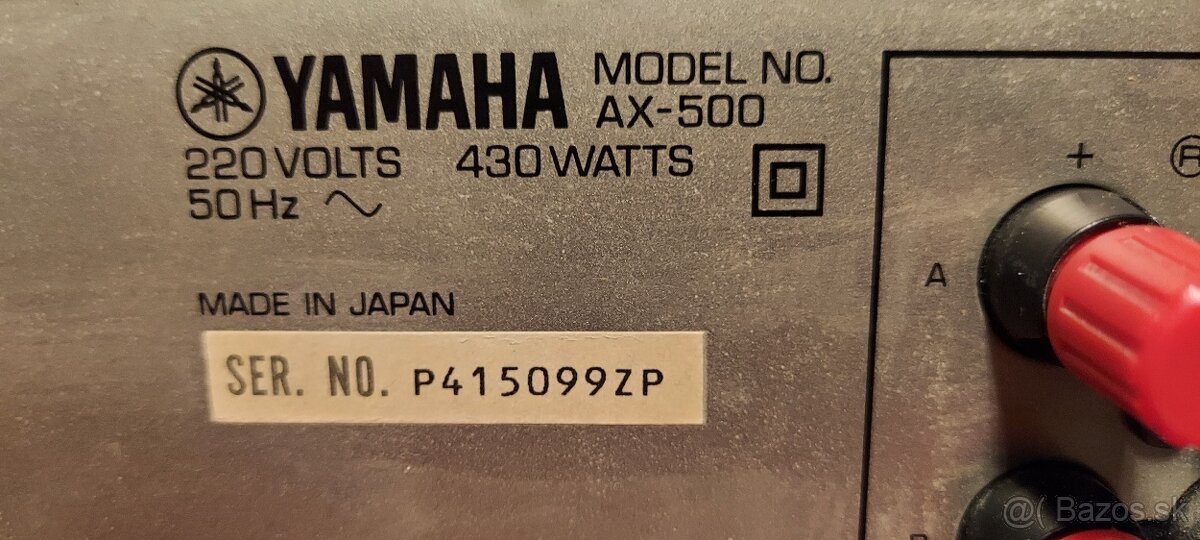 YAMAHA MODEL NO.
AX-500
220 VOLTS 430 WATTS
50 Hz
MADE IN JAPAN
SER. NO. P415099ZP
+ R
A
@( Bazos.sk